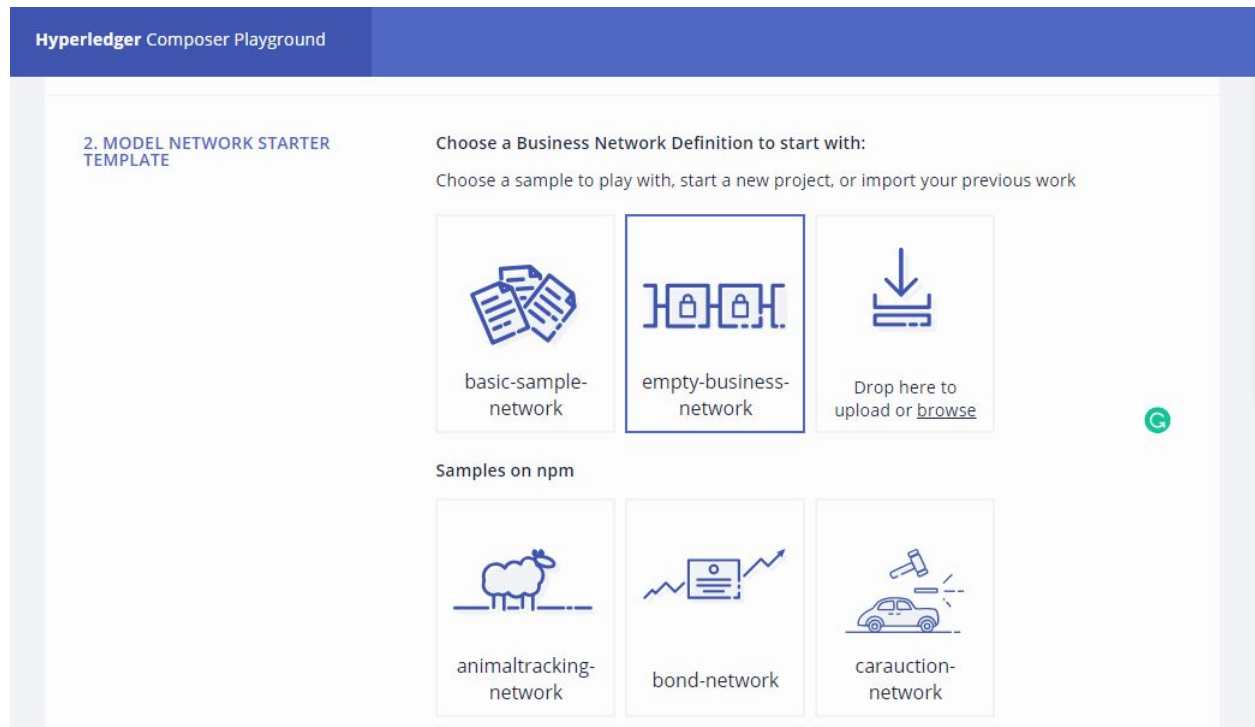 Hyperledger Composer Playground
2. MODEL NETWORK STARTER
TEMPLATE
Choose a Business Network Definition to start with:
Choose a sample to play with, start a new project, or import your previous work
basic-sample-
network
empty-business-
network
Drop here to
upload or browse
Samples on npm
animaltracking-
network
bond-network
carauction-
network